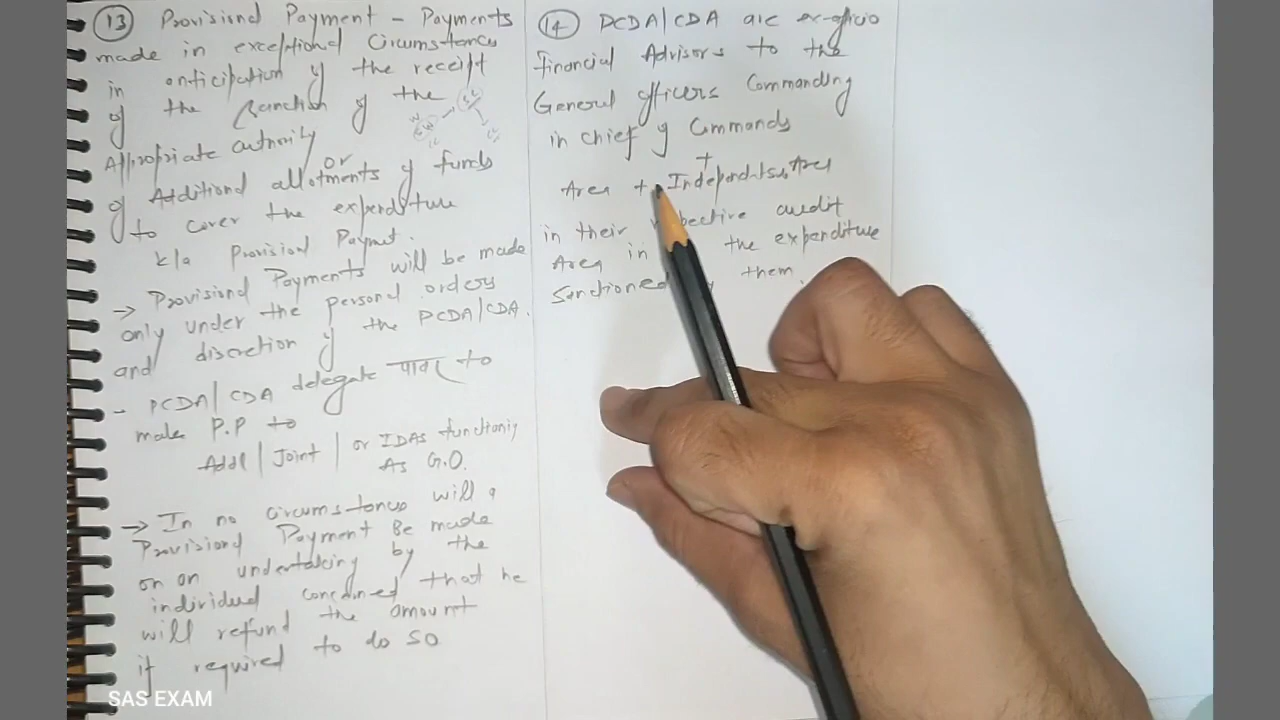 13 Provisional Payment - Payments
made in exceptional Circumstances
in anticipation of the receipt
of the Sanction of the
Appropriate authority
or
of Additional allotments of funds
to cover the expenditure
k/a Provisional Payment.
→ Provisional Payments will be made
only under the personal orders
and discretion of the PCDA/CDA.
- PCDA/CDA delegate पावर to
make P.P to
Addl/Joint/or IDAS functioning
As G.O.
→ In no circumstances will a
Provisional Payment Be made
on an undertaking by the
individual concerned that he
will refund the amount
if required to do so
14 PCDA/CDA are ex-officio
financial Advisors to the
General Officers Commanding
in Chief of Commands
+
Area + Independent Area
in their audit
Area in the expenditure
Sanctioned them.
SAS EXAM